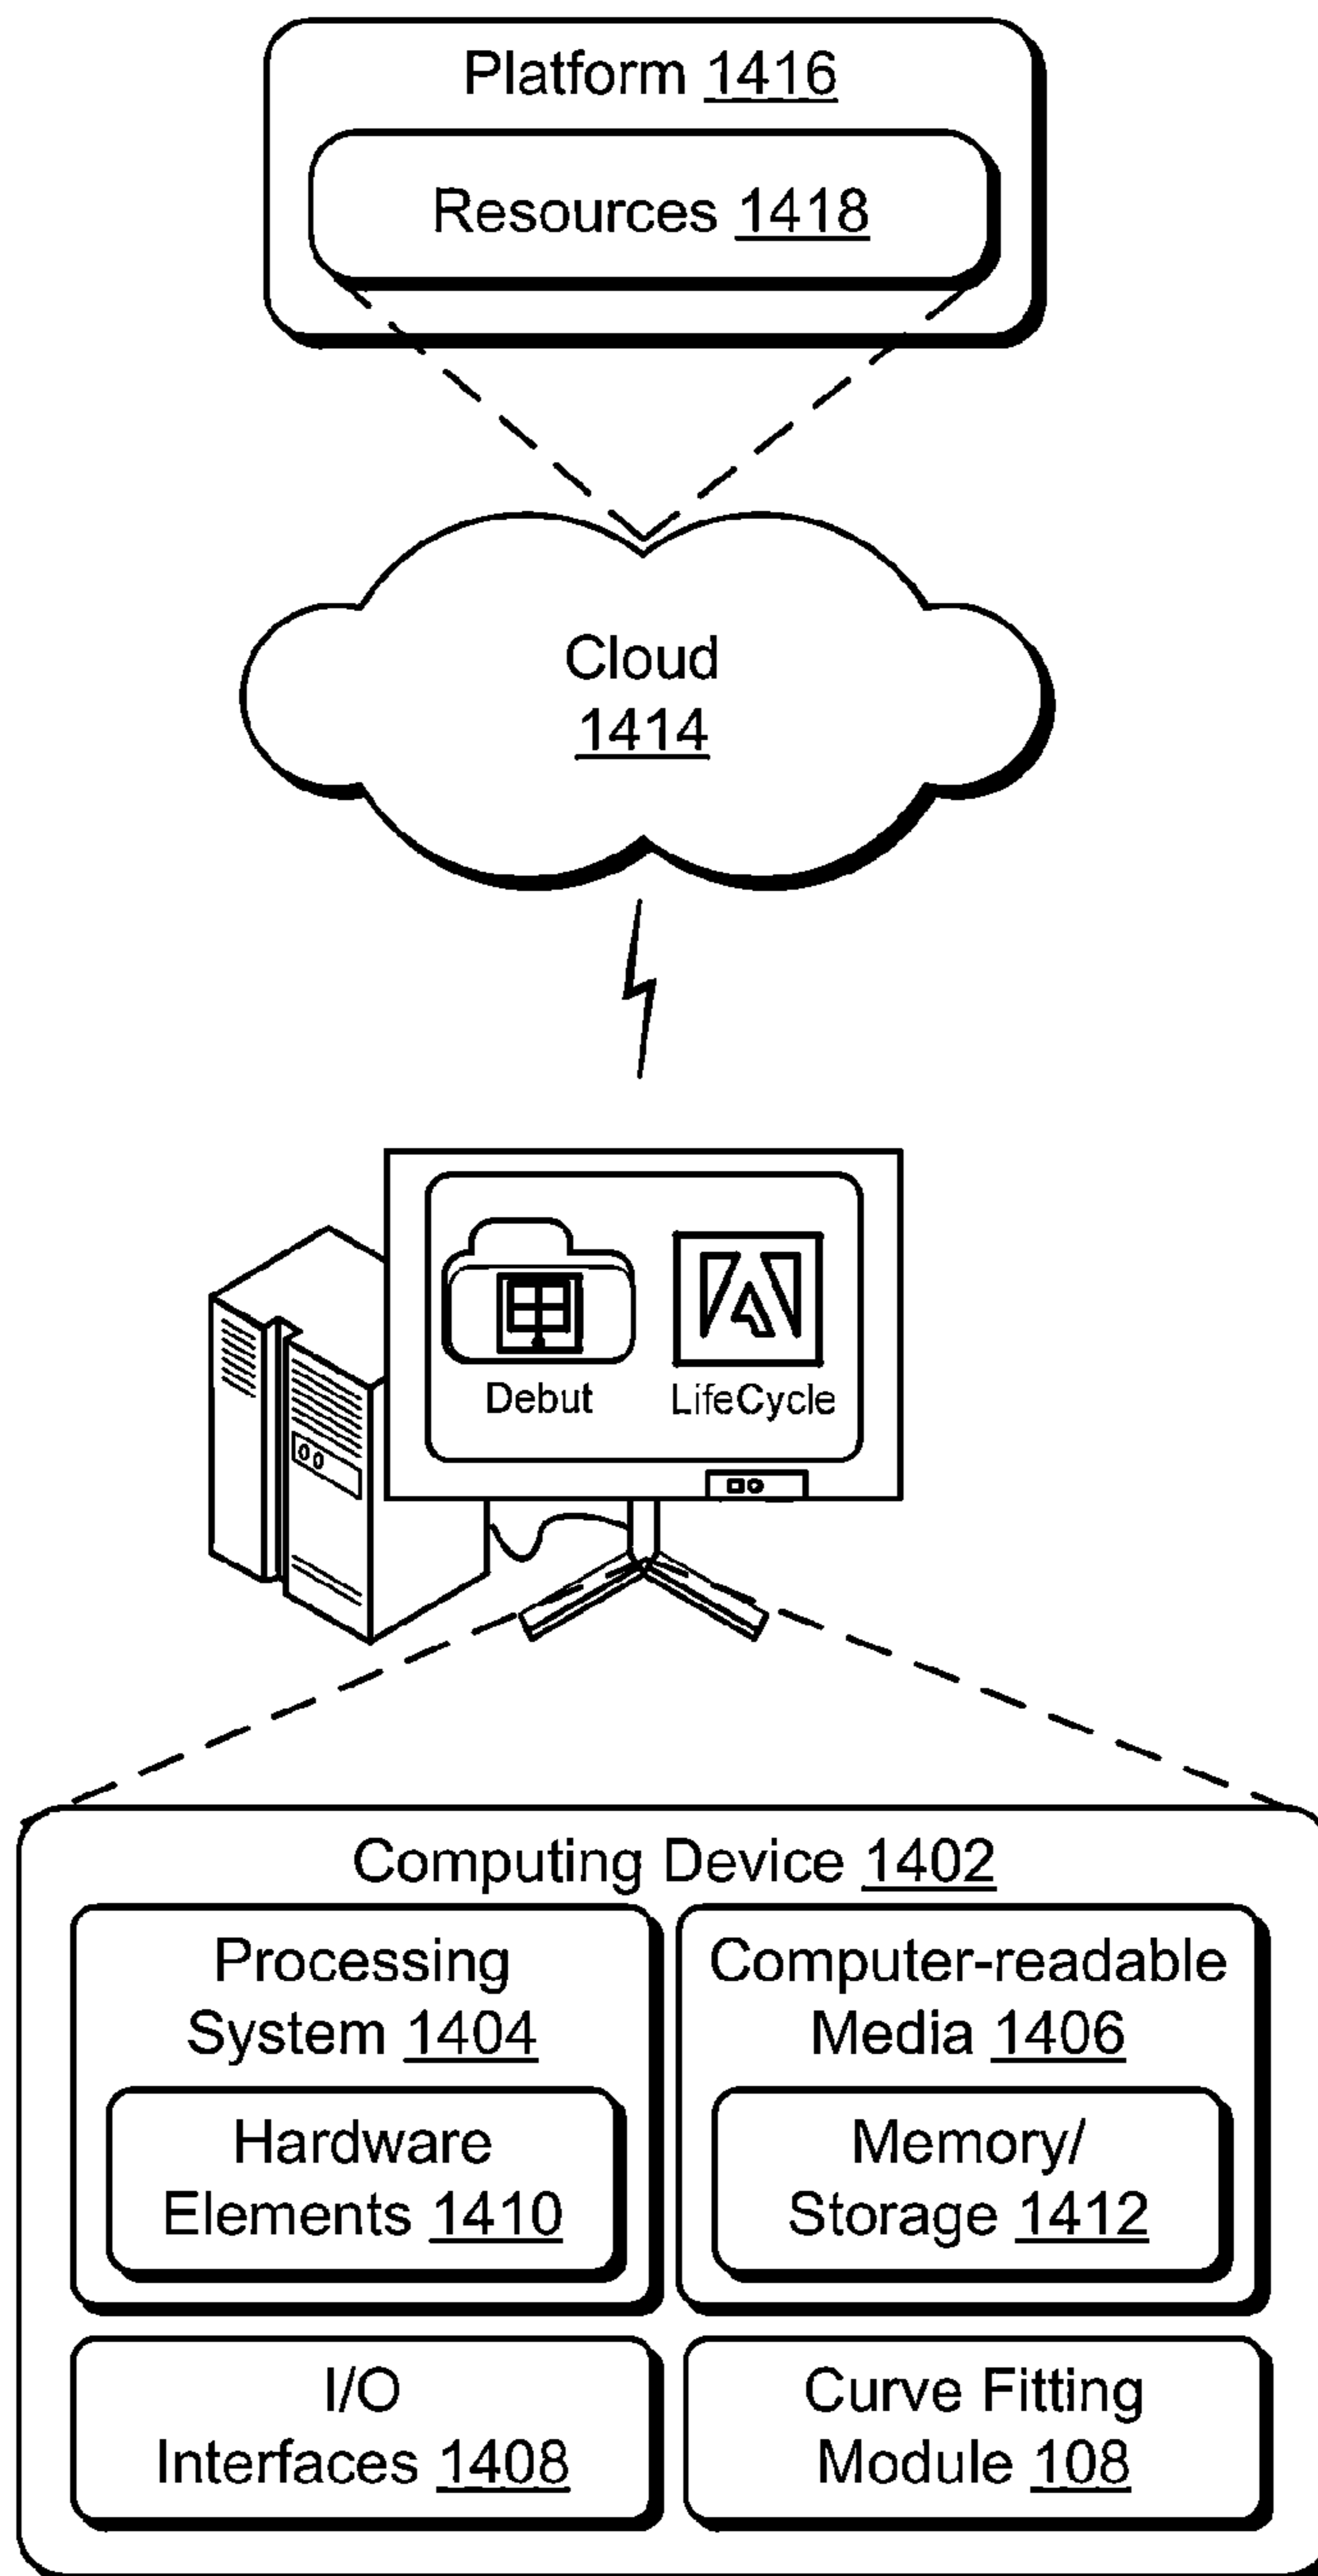 Platform 1416
Resources 1418
Cloud
1414
Debut
LifeCycle
Computing Device 1402
Processing
System 1404
Hardware
Elements 1410
Computer-readable
Media 1406
Memory/
Storage 1412
I/O
Interfaces 1408
Curve Fitting
Module 108